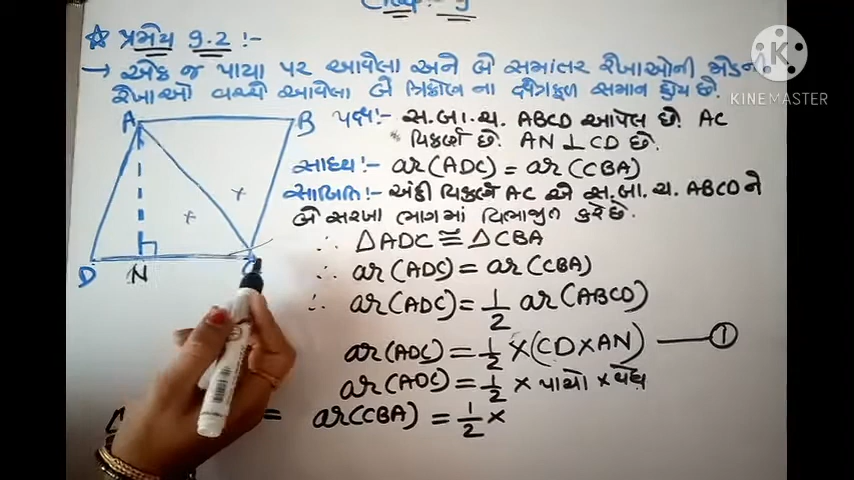 પ્રમેય 9.2 :-
→ એક જ પાયા પર આવેલા અને બે સમાંતર રેખાઓની જોડની
રેખાઓ વચ્ચે આવેલા બે ત્રિકોણ ના ક્ષેત્રફળ સમાન હોય છે.
KINEMASTER
A B
પક્ષ :- સ.બા.ચ. ABCD આપેલ છે. AC
વિકર્ણ છે. AN ⊥ CD છે.
સાધ્ય :- ar(ADC) = ar(CBA)
સાબિતિ :- અહીં વિકર્ણ AC એ સ.બા.ચ. ABCD ને
બે સરખા ભાગમાં વિભાજીત કરે છે.
∴ △ADC ≅ △CBA
D N
∴ ar(ADC) = ar(CBA)
∴ ar(ADC) = 1/2 ar(ABCD)
ar(ADC) = 1/2 × (CD × AN) — ①
ar(ADC) = 1/2 × પાયો × વેધ
= ar(CBA) = 1/2 ×